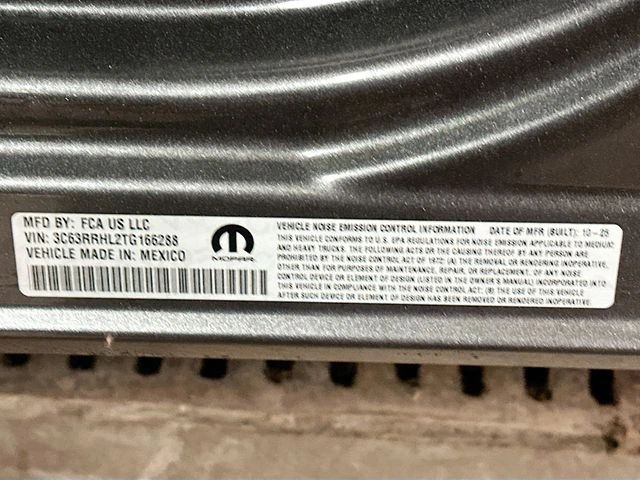 MFD BY: FCA US LLC
VIN: 3C63RRHL2TG166288
VEHICLE MADE IN: MEXICO
MOPAR
VEHICLE NOISE EMISSION CONTROL INFORMATION DATE OF MFR (BUILT): 10-25
THIS VEHICLE CONFORMS TO U.S. EPA REGULATIONS FOR NOISE EMISSION APPLICABLE TO MEDIUM
AND HEAVY TRUCKS. THE FOLLOWING ACTS OR THE CAUSING THEREOF BY ANY PERSON ARE
PROHIBITED BY THE NOISE CONTROL ACT OF 1972: (A) THE REMOVAL OR RENDERING INOPERATIVE,
OTHER THAN FOR PURPOSES OF MAINTENANCE, REPAIR, OR REPLACEMENT, OF ANY NOISE
CONTROL DEVICE OR ELEMENT OF DESIGN (LISTED IN THE OWNER'S MANUAL) INCORPORATED INTO
THIS VEHICLE IN COMPLIANCE WITH THE NOISE CONTROL ACT; (B) THE USE OF THIS VEHICLE
AFTER SUCH DEVICE OR ELEMENT OF DESIGN HAS BEEN REMOVED OR RENDERED INOPERATIVE.